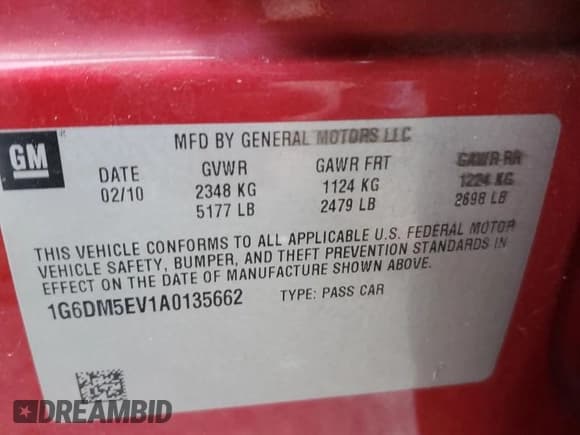 GM
MFD BY GENERAL MOTORS LLC
DATE GVWR GAWR FRT GAWR RR
02/10 2348 KG 1124 KG 1224 KG
5177 LB 2479 LB 2698 LB
THIS VEHICLE CONFORMS TO ALL APPLICABLE U.S. FEDERAL MOTOR
VEHICLE SAFETY, BUMPER, AND THEFT PREVENTION STANDARDS IN
EFFECT ON THE DATE OF MANUFACTURE SHOWN ABOVE.
1G6DM5EV1A0135662 TYPE: PASS CAR
DREAMBID